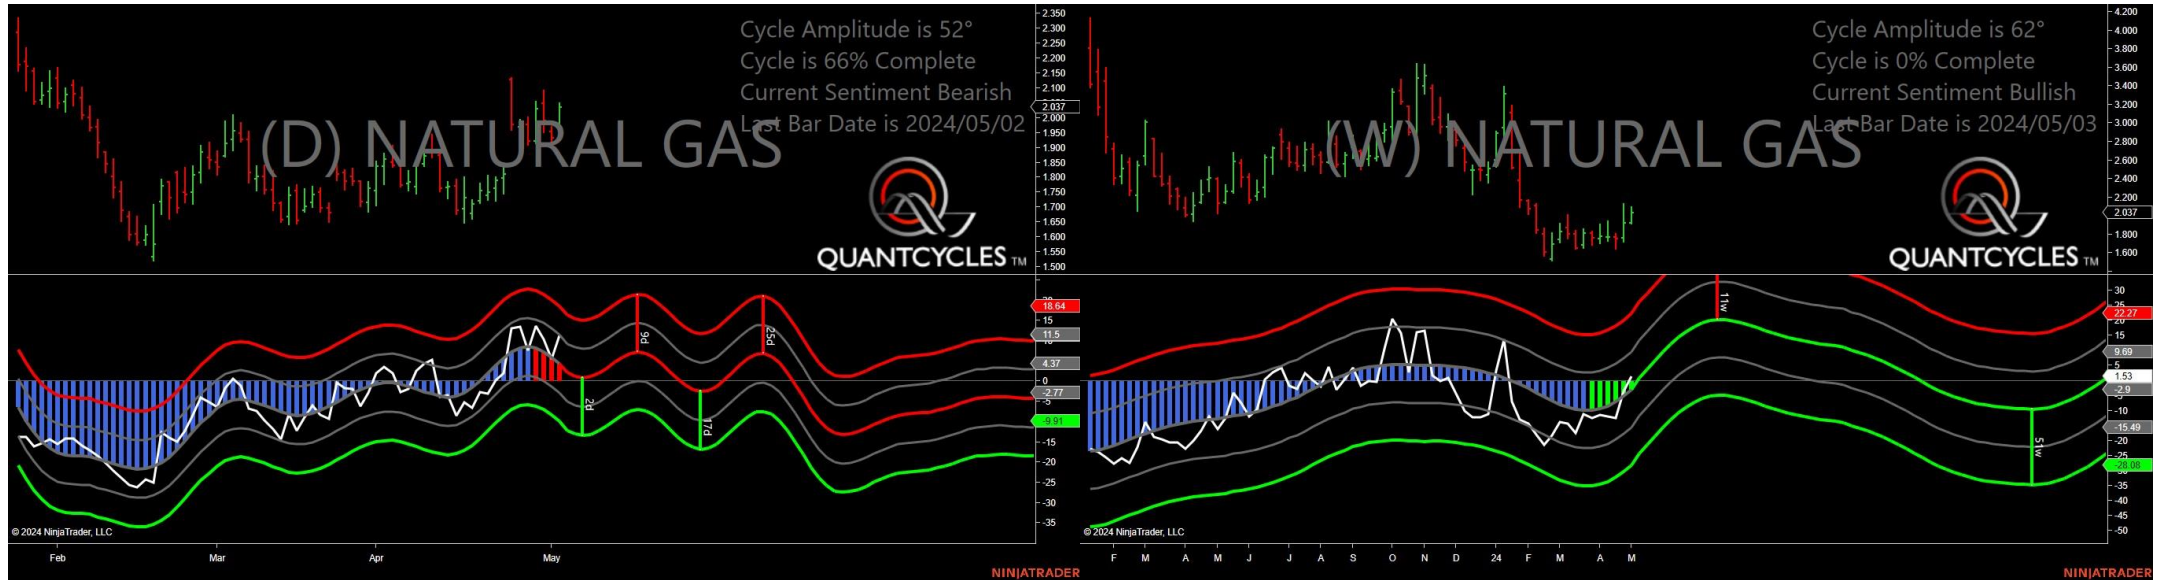 Cycle Amplitude is 52°
Cycle is 66% Complete
Current Sentiment Bearish
Last Bar Date is 2024/05/02
(D) NATURAL GAS
QUANTCYCLES TM
2.350
2.300
2.250
2.200
2.150
2.100
2.037
2.000
1.950
1.900
1.850
1.800
1.750
1.700
1.650
1.600
1.550
1.500
18.64
15
11.5
4.37
0
-2.77
-5
-9.91
-15
-20
-25
-30
-35
2d
9d
17d
25d
© 2024 NinjaTrader, LLC
Feb Mar Apr May
NINJATRADER
Cycle Amplitude is 62°
Cycle is 0% Complete
Current Sentiment Bullish
Last Bar Date is 2024/05/03
(W) NATURAL GAS
QUANTCYCLES TM
4.200
4.000
3.800
3.600
3.400
3.200
3.000
2.800
2.600
2.400
2.200
2.037
1.800
1.600
30
25
22.27
20
15
9.69
5
1.53
-2.9
-5
-10
-15.49
-20
-25
-28.08
-35
-40
-45
-50
11w
51w
© 2024 NinjaTrader, LLC
F M A M J J A S O N D 24 F M A M
NINJATRADER